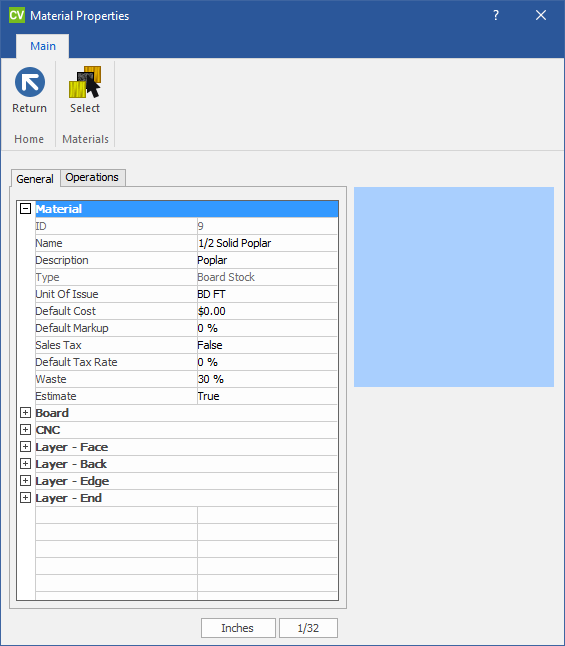 CV Material Properties ?
Main
Return Select
Home Materials
General Operations
Material
ID 9
Name 1/2 Solid Poplar
Description Poplar
Type Board Stock
Unit Of Issue BD FT
Default Cost $0.00
Default Markup 0 %
Sales Tax False
Default Tax Rate 0 %
Waste 30 %
Estimate True
Board
CNC
Layer - Face
Layer - Back
Layer - Edge
Layer - End
Inches 1/32